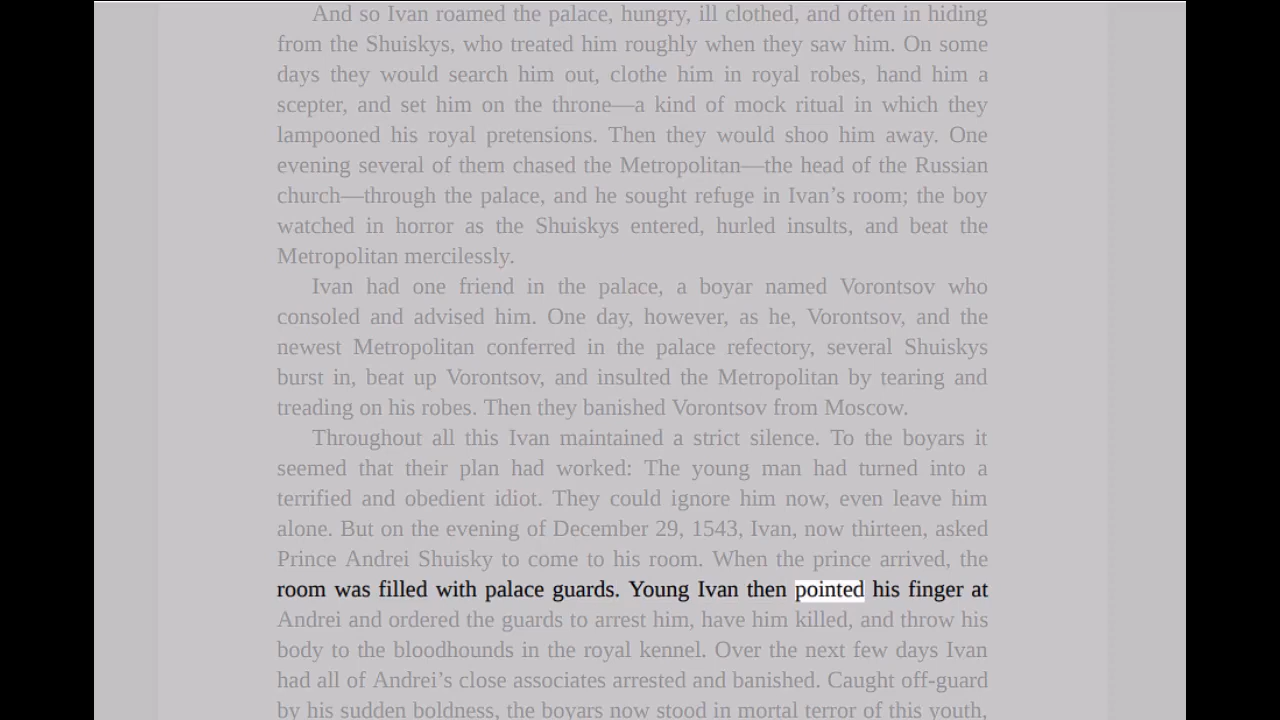 And so Ivan roamed the palace, hungry, ill clothed, and often in hiding
from the Shuiskys, who treated him roughly when they saw him. On some
days they would search him out, clothe him in royal robes, hand him a
scepter, and set him on the throne—a kind of mock ritual in which they
lampooned his royal pretensions. Then they would shoo him away. One
evening several of them chased the Metropolitan—the head of the Russian
church—through the palace, and he sought refuge in Ivan’s room; the boy
watched in horror as the Shuiskys entered, hurled insults, and beat the
Metropolitan mercilessly.
Ivan had one friend in the palace, a boyar named Vorontsov who
consoled and advised him. One day, however, as he, Vorontsov, and the
newest Metropolitan conferred in the palace refectory, several Shuiskys
burst in, beat up Vorontsov, and insulted the Metropolitan by tearing and
treading on his robes. Then they banished Vorontsov from Moscow.
Throughout all this Ivan maintained a strict silence. To the boyars it
seemed that their plan had worked: The young man had turned into a
terrified and obedient idiot. They could ignore him now, even leave him
alone. But on the evening of December 29, 1543, Ivan, now thirteen, asked
Prince Andrei Shuisky to come to his room. When the prince arrived, the
room was filled with palace guards. Young Ivan then pointed his finger at
Andrei and ordered the guards to arrest him, have him killed, and throw his
body to the bloodhounds in the royal kennel. Over the next few days Ivan
had all of Andrei’s close associates arrested and banished. Caught off-guard
by his sudden boldness, the boyars now stood in mortal terror of this youth,